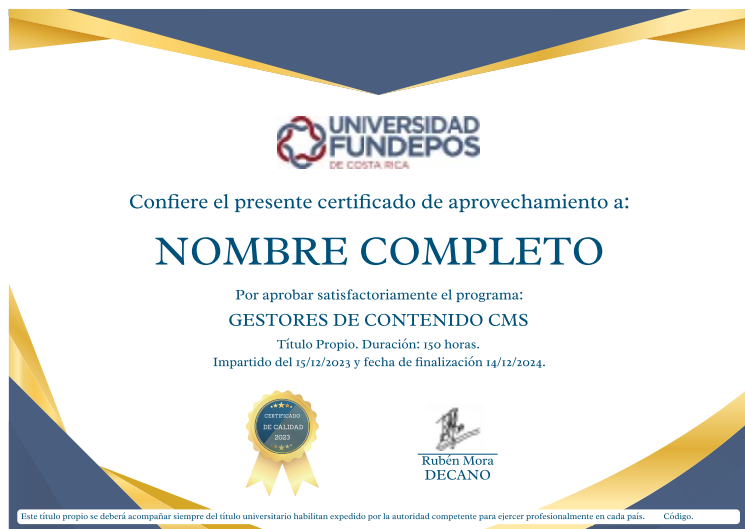 UNIVERSIDAD
FUNDEPOS
DE COSTA RICA
Confiere el presente certificado de aprovechamiento a:
NOMBRE COMPLETO
Por aprobar satisfactoriamente el programa:
GESTORES DE CONTENIDO CMS
Título Propio. Duración: 150 horas.
Impartido del 15/12/2023 y fecha de finalización 14/12/2024.
CERTIFICADO
DE CALIDAD
2023
Rubén Mora
DECANO
Este título propio se deberá acompañar siempre del título universitario habilitan expedido por la autoridad competente para ejercer profesionalmente en cada país. Código.